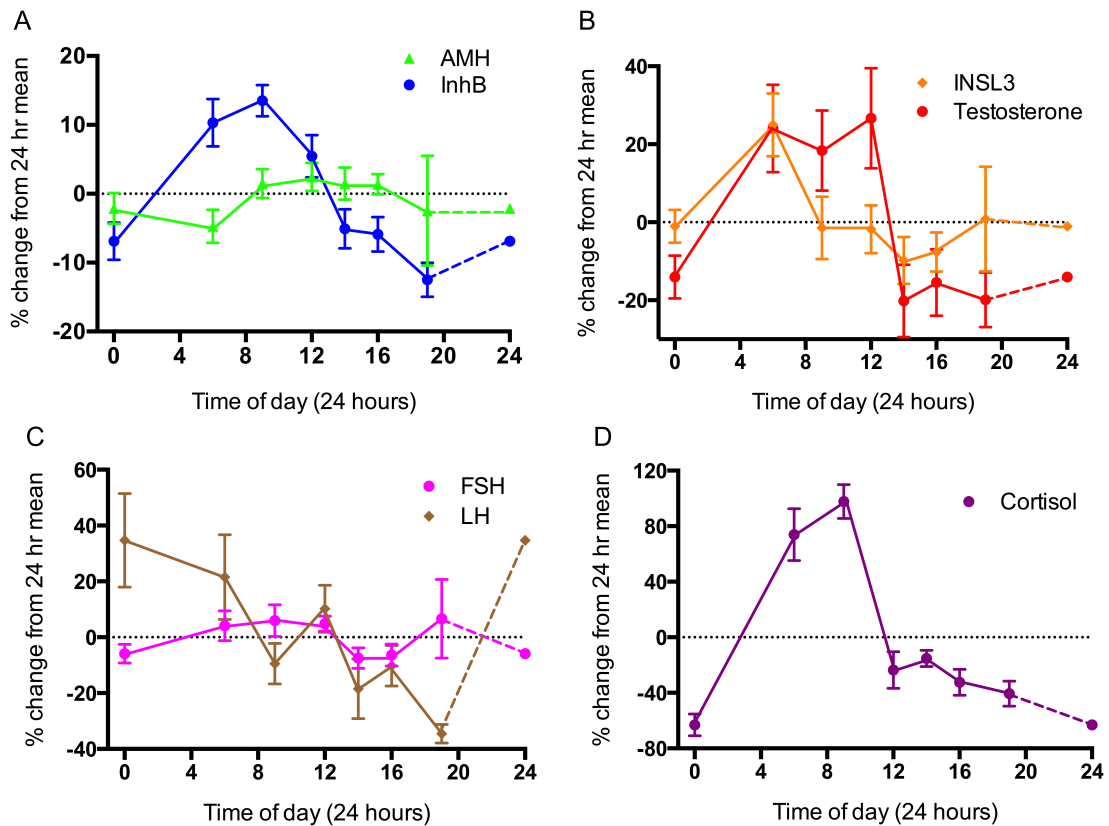 A
% change from 24 hr mean
20
10
0
-10
-20
AMH
InhB
0 4 8 12 16 20 24
Time of day (24 hours)
B
% change from 24 hr mean
40
20
0
-20
INSL3
Testosterone
0 4 8 12 16 20 24
Time of day (24 hours)
C
% change from 24 hr mean
60
40
20
0
-20
-40
FSH
LH
0 4 8 12 16 20 24
Time of day (24 hours)
D
% change from 24 hr mean
120
80
40
0
-40
-80
Cortisol
0 4 8 12 16 20 24
Time of day (24 hours)